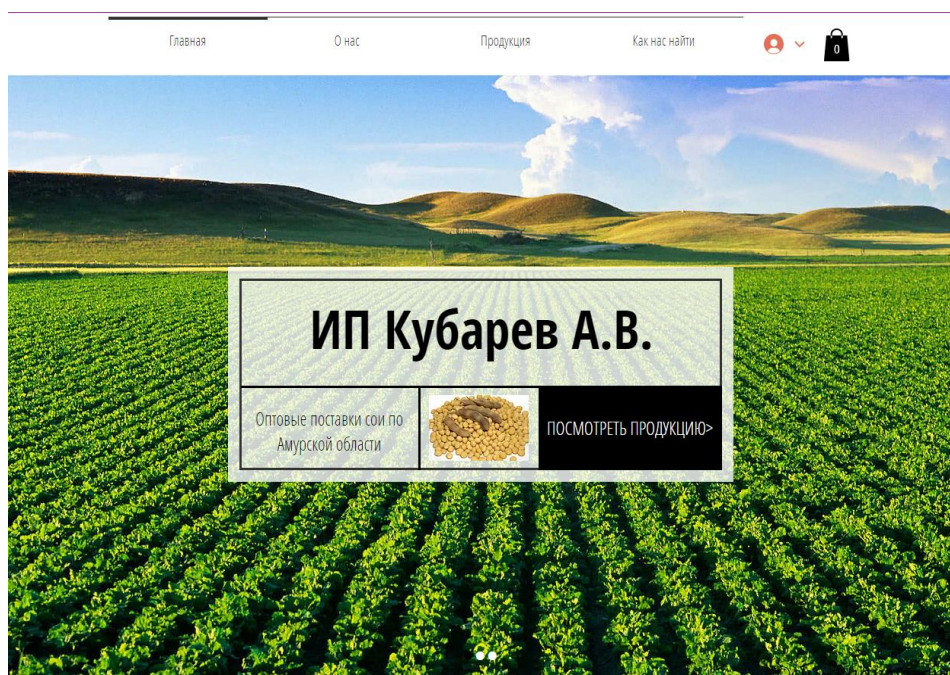 Главная
О нас
Продукция
Как нас найти
0
ИП Кубарев А.В.
Оптовые поставки сои по
Амурской области
ПОСМОТРЕТЬ ПРОДУКЦИЮ>